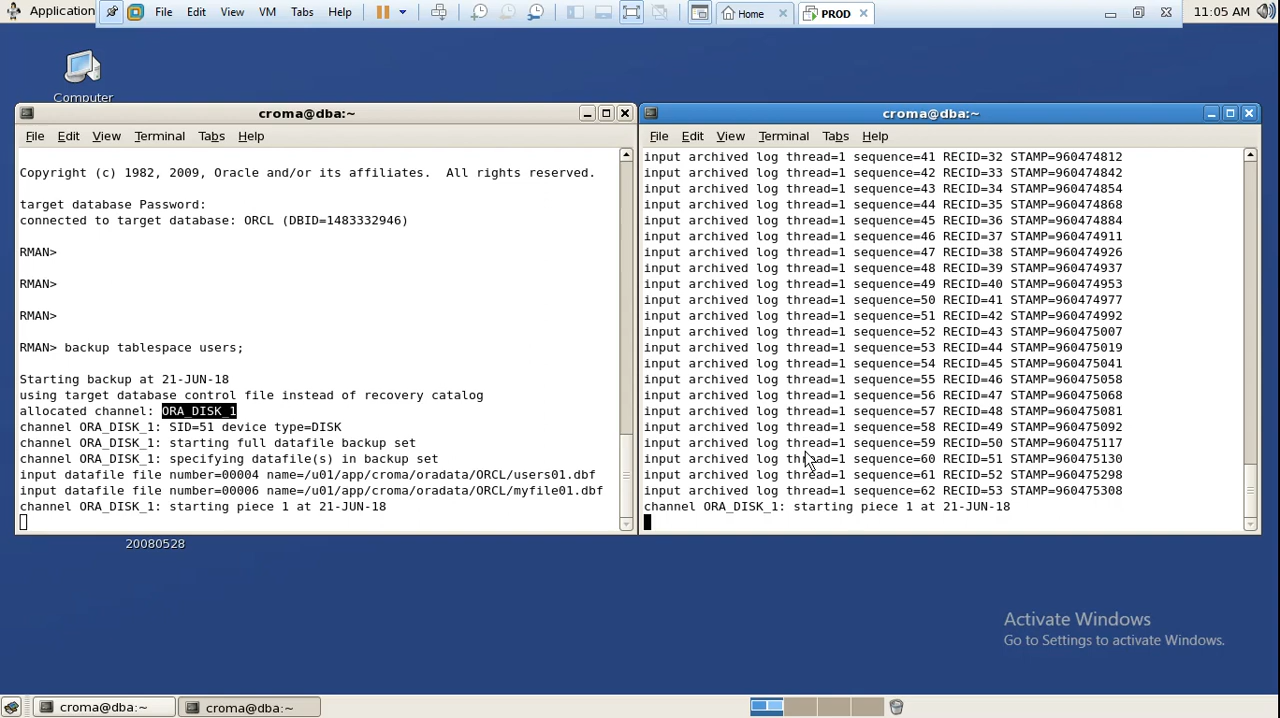 Application
File Edit View VM Tabs Help
Home
PROD
11:05 AM
Computer
croma@dba:~
File Edit View Terminal Tabs Help
Copyright (c) 1982, 2009, Oracle and/or its affiliates.  All rights reserved.
target database Password:
connected to target database: ORCL (DBID=1483332946)
RMAN>
RMAN>
RMAN>
RMAN> backup tablespace users;
Starting backup at 21-JUN-18
using target database control file instead of recovery catalog
allocated channel: ORA_DISK_1
channel ORA_DISK_1: SID=51 device type=DISK
channel ORA_DISK_1: starting full datafile backup set
channel ORA_DISK_1: specifying datafile(s) in backup set
input datafile file number=00004 name=/u01/app/croma/oradata/ORCL/users01.dbf
input datafile file number=00006 name=/u01/app/croma/oradata/ORCL/myfile01.dbf
channel ORA_DISK_1: starting piece 1 at 21-JUN-18
croma@dba:~
File Edit View Terminal Tabs Help
input archived log thread=1 sequence=41 RECID=32 STAMP=960474812
input archived log thread=1 sequence=42 RECID=33 STAMP=960474842
input archived log thread=1 sequence=43 RECID=34 STAMP=960474854
input archived log thread=1 sequence=44 RECID=35 STAMP=960474868
input archived log thread=1 sequence=45 RECID=36 STAMP=960474884
input archived log thread=1 sequence=46 RECID=37 STAMP=960474911
input archived log thread=1 sequence=47 RECID=38 STAMP=960474926
input archived log thread=1 sequence=48 RECID=39 STAMP=960474937
input archived log thread=1 sequence=49 RECID=40 STAMP=960474953
input archived log thread=1 sequence=50 RECID=41 STAMP=960474977
input archived log thread=1 sequence=51 RECID=42 STAMP=960474992
input archived log thread=1 sequence=52 RECID=43 STAMP=960475007
input archived log thread=1 sequence=53 RECID=44 STAMP=960475019
input archived log thread=1 sequence=54 RECID=45 STAMP=960475041
input archived log thread=1 sequence=55 RECID=46 STAMP=960475058
input archived log thread=1 sequence=56 RECID=47 STAMP=960475068
input archived log thread=1 sequence=57 RECID=48 STAMP=960475081
input archived log thread=1 sequence=58 RECID=49 STAMP=960475092
input archived log thread=1 sequence=59 RECID=50 STAMP=960475117
input archived log thread=1 sequence=60 RECID=51 STAMP=960475130
input archived log thread=1 sequence=61 RECID=52 STAMP=960475298
input archived log thread=1 sequence=62 RECID=53 STAMP=960475308
channel ORA_DISK_1: starting piece 1 at 21-JUN-18
20080528
Activate Windows
Go to Settings to activate Windows.
croma@dba:~
croma@dba:~